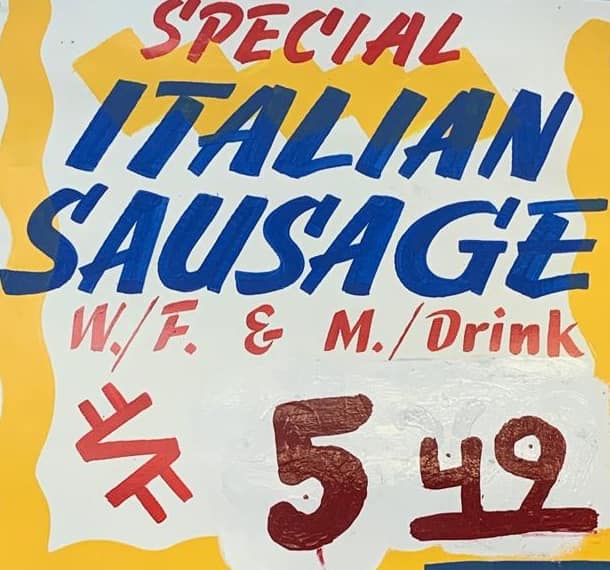 SPECIAL
ITALIAN
SAUSAGE
W./F. & M./Drink
5 49